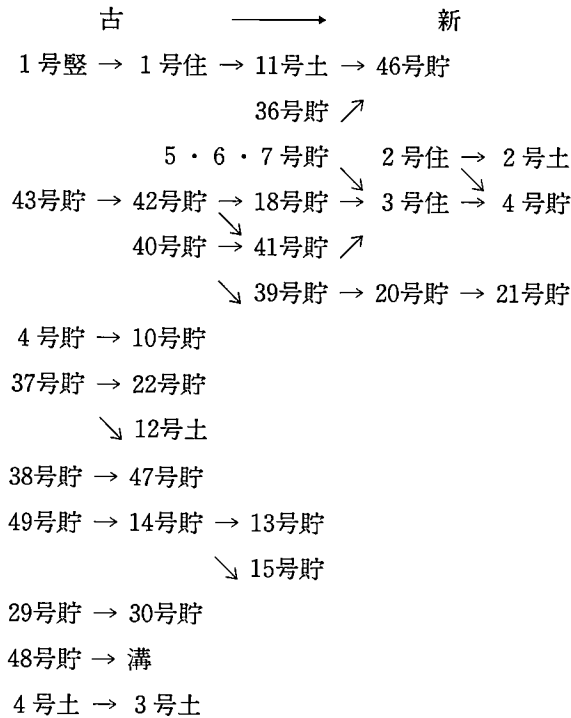 古 → 新
1号竪 → 1号住 → 11号土 → 46号貯
36号貯 ↗
5・6・7号貯 2号住 → 2号土
↘ ↘
43号貯 → 42号貯 → 18号貯 → 3号住 → 4号貯
↘
40号貯 → 41号貯 ↗
↘ 39号貯 → 20号貯 → 21号貯
4号貯 → 10号貯
37号貯 → 22号貯
↘ 12号土
38号貯 → 47号貯
49号貯 → 14号貯 → 13号貯
↘ 15号貯
29号貯 → 30号貯
48号貯 → 溝
4号土 → 3号土